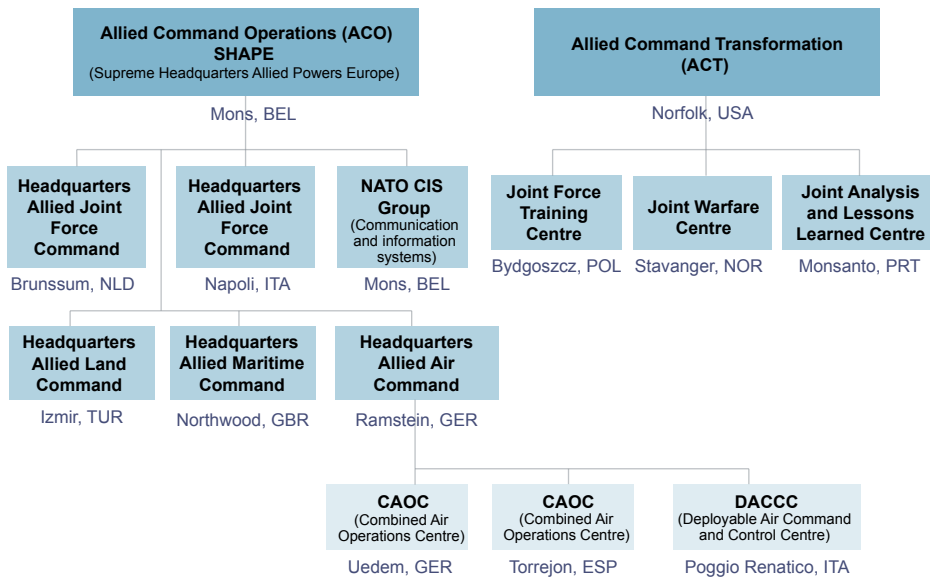 Allied Command Operations (ACO)
SHAPE
(Supreme Headquarters Allied Powers Europe)
Mons, BEL
Allied Command Transformation
(ACT)
Norfolk, USA
Headquarters
Allied Joint
Force
Command
Brunssum, NLD
Headquarters
Allied Joint
Force
Command
Napoli, ITA
NATO CIS
Group
(Communication
and information
systems)
Mons, BEL
Joint Force
Training
Centre
Bydgoszcz, POL
Joint Warfare
Centre
Stavanger, NOR
Joint Analysis
and Lessons
Learned Centre
Monsanto, PRT
Headquarters
Allied Land
Command
Izmir, TUR
Headquarters
Allied Maritime
Command
Northwood, GBR
Headquarters
Allied Air
Command
Ramstein, GER
CAOC
(Combined Air
Operations Centre)
Uedem, GER
CAOC
(Combined Air
Operations Centre)
Torrejon, ESP
DACCC
(Deployable Air Command
and Control Centre)
Poggio Renatico, ITA